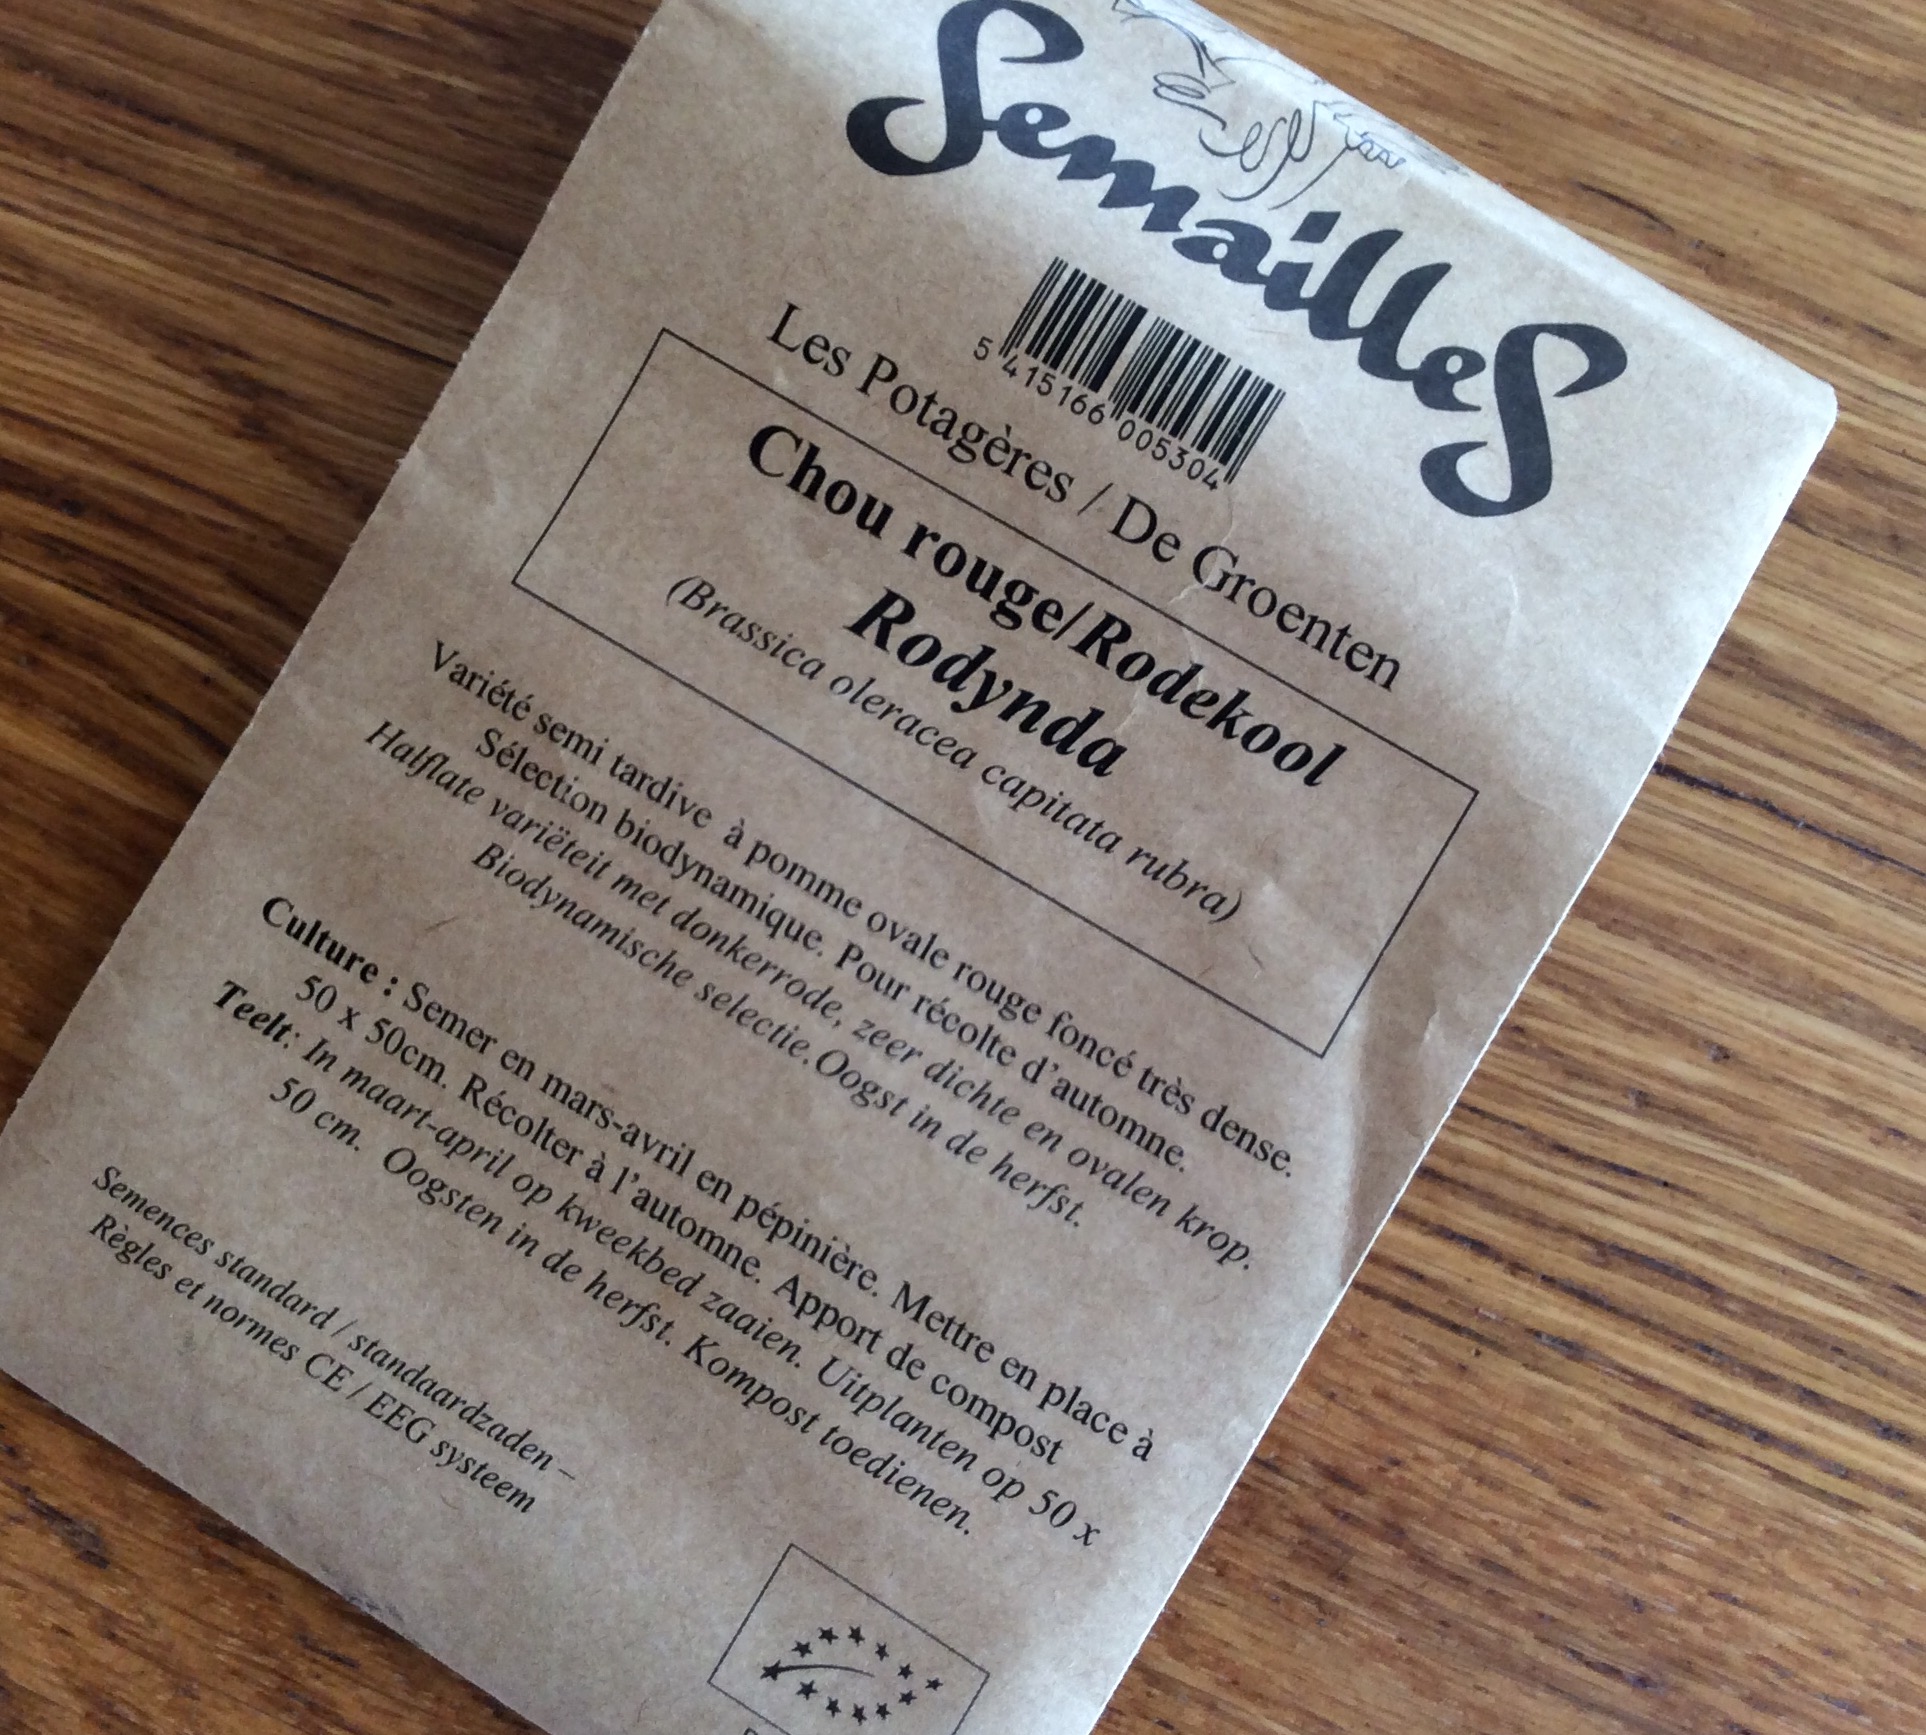 Semailles
5 415166 005304
Les Potagères / De Groenten
Chou rouge/Rodekool
Rodynda
(Brassica oleracea capitata rubra)
Variété semi tardive à pomme ovale rouge foncé très dense.
Sélection biodynamique. Pour récolte d’automne.
Halflate variëteit met donkerrode, zeer dichte en ovalen krop.
Biodynamische selectie.Oogst in de herfst.
Culture : Semer en mars-avril en pépinière. Mettre en place à
50 x 50cm. Récolter à l’automne. Apport de compost
Teelt: In maart-april op kweekbed zaaien. Uitplanten op 50 x
50 cm. Oogsten in de herfst. Kompost toedienen.
Semences standard / standaardzaden –
Règles et normes CE / EEG systeem